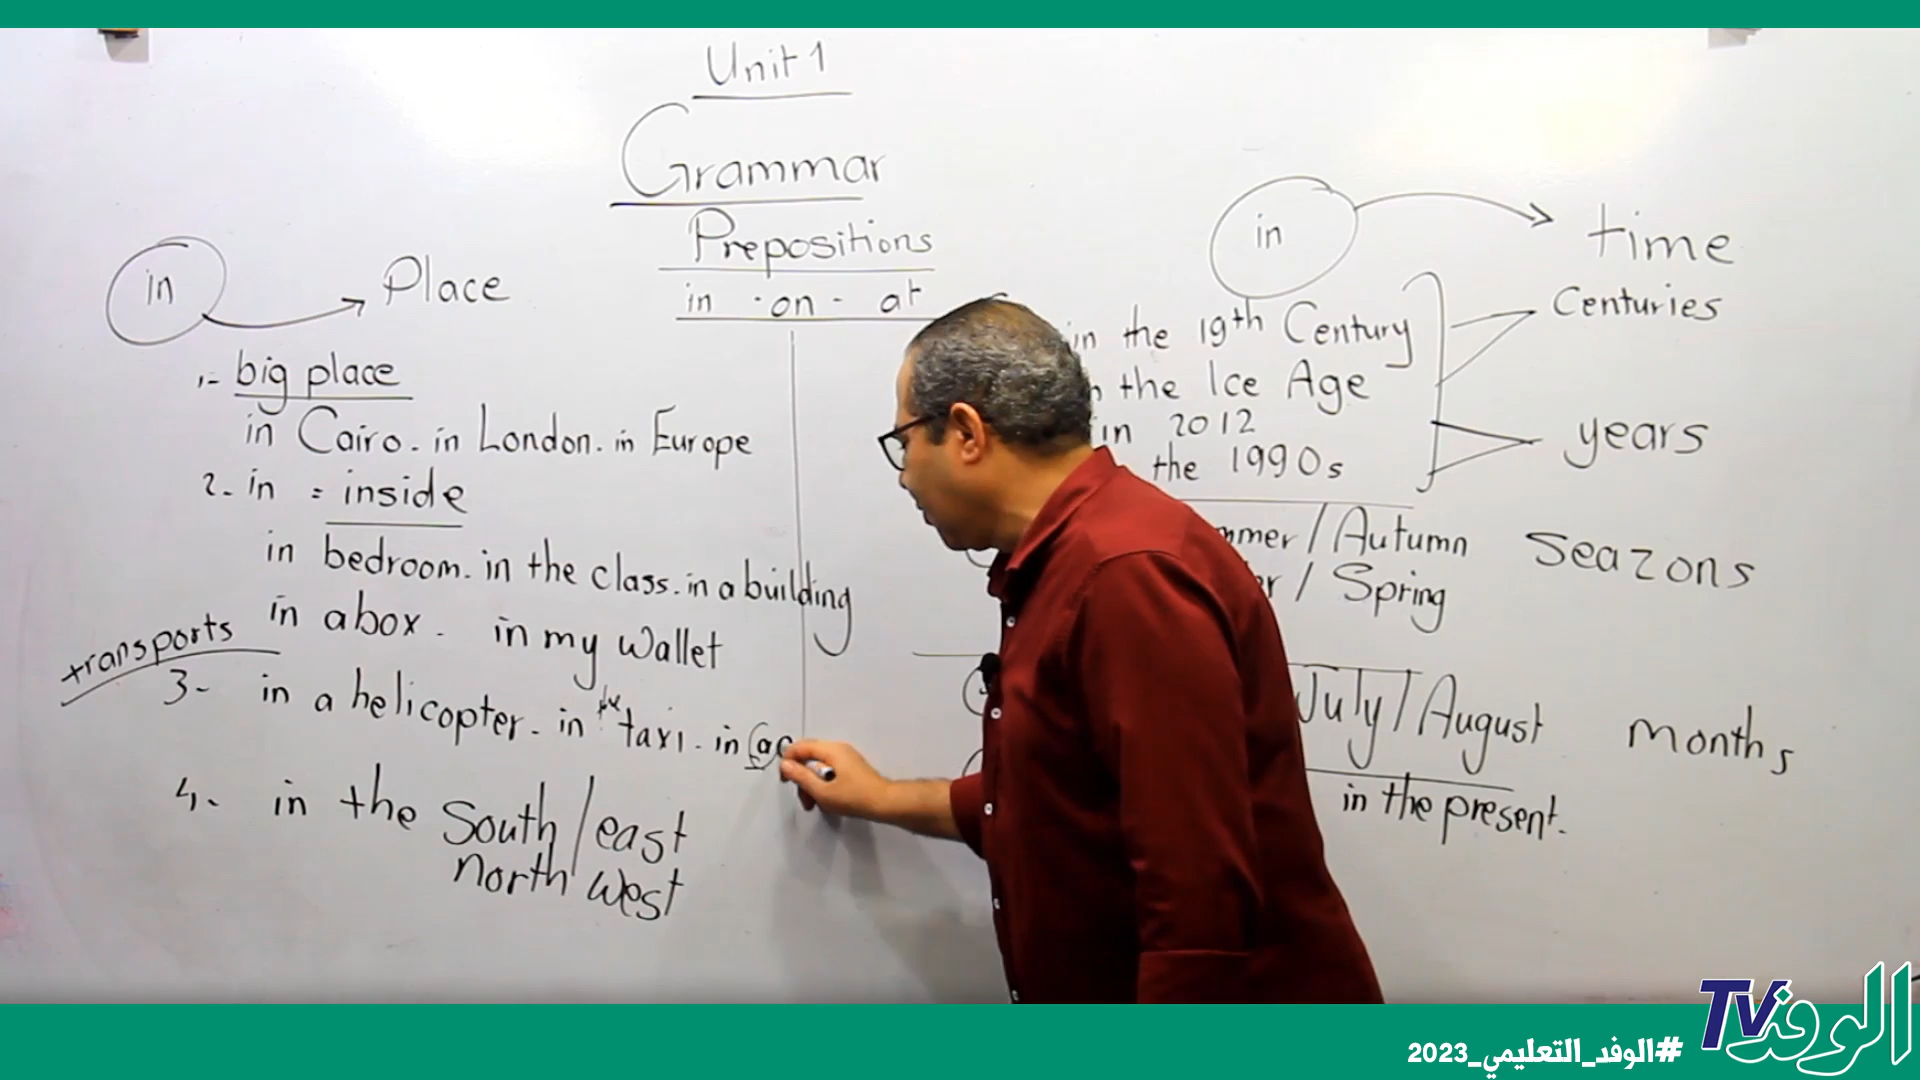 Unit 1
Grammar
Prepositions
in · on - at
in → Place
1- big place
in Cairo. in London. in Europe
2- in = inside
in bedroom. in the class. in a building
in a box. in my wallet
transports
3- in a helicopter - in the taxi - in
4- in the South / east
north west
in → time
in the 19th Century
the Ice Age
Centuries
in 2012
the 1990s
years
/ Autumn
/ Spring
Seazons
July / August
months
in the present.
الوفد TV
#الوفد_التعليمي_2023